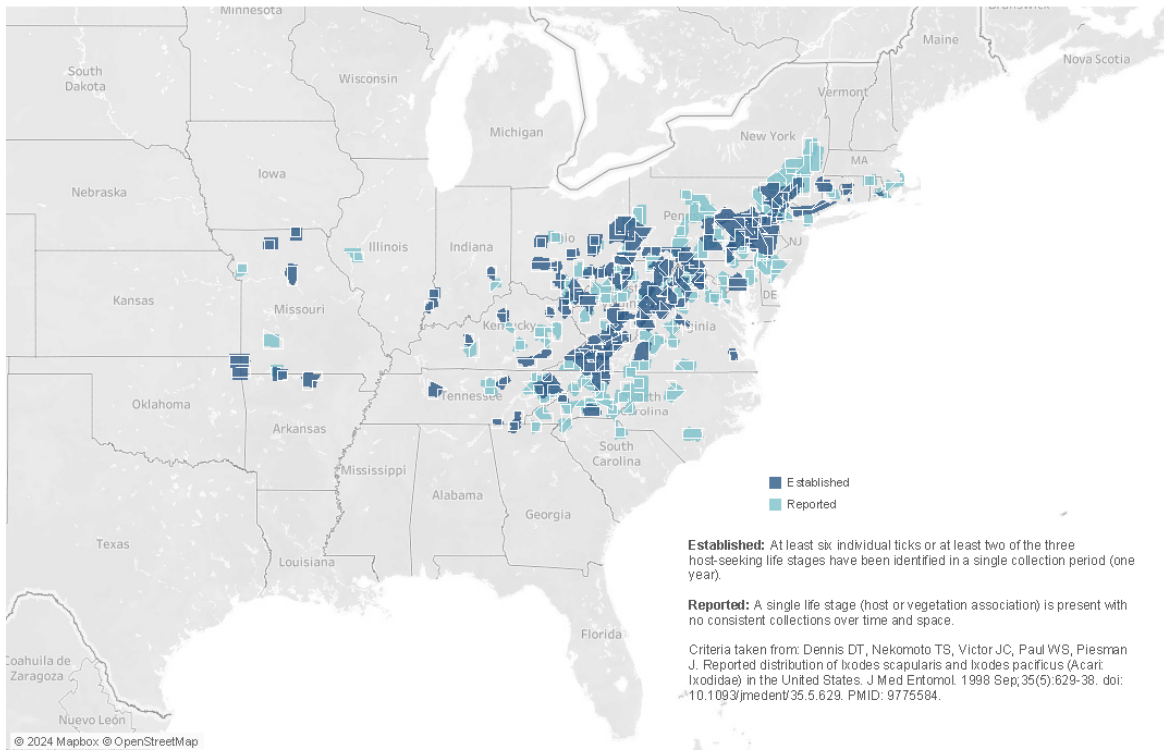 Minnesota
Brunswick
Maine
Nova Scotia
South
Dakota
Wisconsin
Vermont
Michigan
New York
MA
Iowa
Nebraska
Penn
Illinois
Indiana
io
NJ
DE
Kansas
Missouri
Kentucky
ginia
Oklahoma
Tennessee
th
Carolina
Arkansas
South
Carolina
Mississippi
Alabama
Georgia
Texas
Louisiana
Florida
Coahuila de
Zaragoza
Nuevo León
Established
Reported
Established: At least six individual ticks or at least two of the three
host-seeking life stages have been identified in a single collection period (one
year).
Reported: A single life stage (host or vegetation association) is present with
no consistent collections over time and space.
Criteria taken from: Dennis DT, Nekomoto TS, Victor JC, Paul WS, Piesman
J. Reported distribution of Ixodes scapularis and Ixodes pacificus (Acari:
Ixodidae) in the United States. J Med Entomol. 1998 Sep;35(5):629-38. doi:
10.1093/jmedent/35.5.629. PMID: 9775584.
© 2024 Mapbox © OpenStreetMap